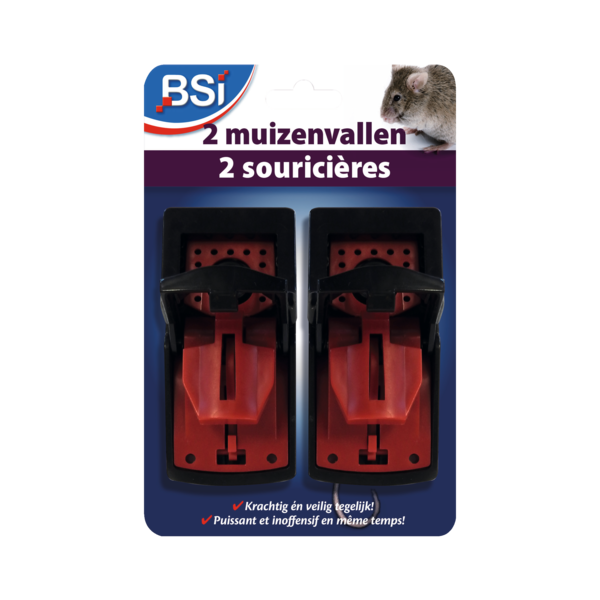 BSi
2 muizenvallen
2 souricières
✓Krachtig én veilig tegelijk!
✓Puissant et inoffensif en même temps!